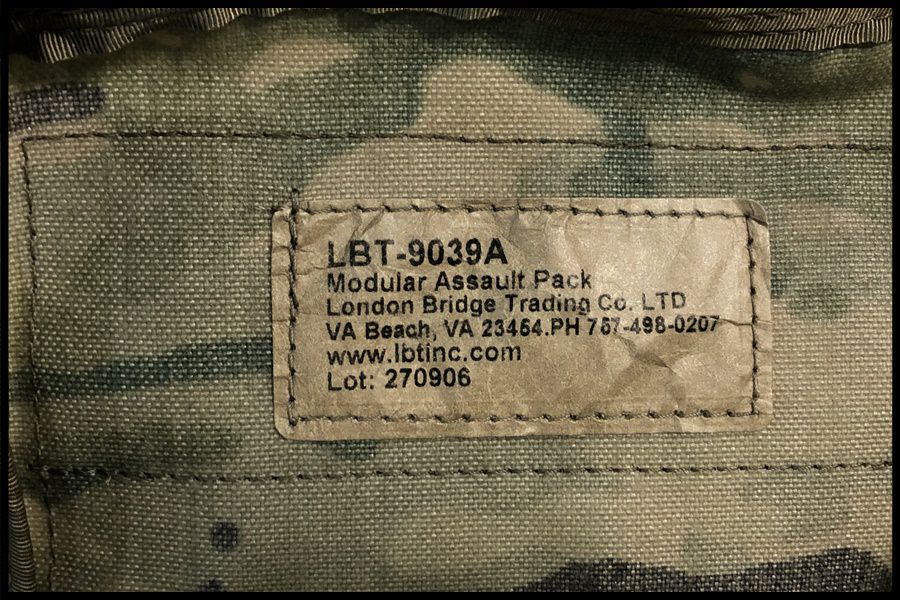 LBT-9039A
Modular Assault Pack
London Bridge Trading Co. LTD
VA Beach, VA 23454.PH 757-498-0207
www.lbtinc.com
Lot: 270906